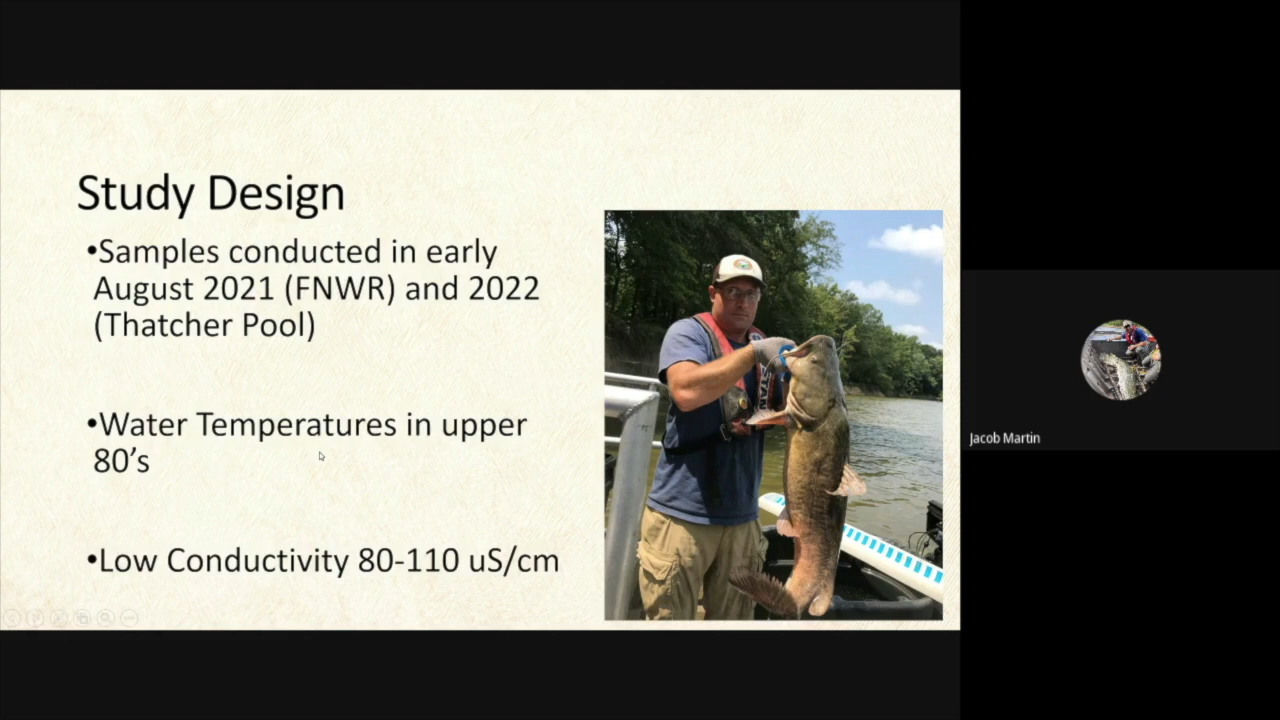 Study Design
•Samples conducted in early
August 2021 (FNWR) and 2022
(Thatcher Pool)
•Water Temperatures in upper
80’s
•Low Conductivity 80-110 uS/cm
STAN
Jacob Martin